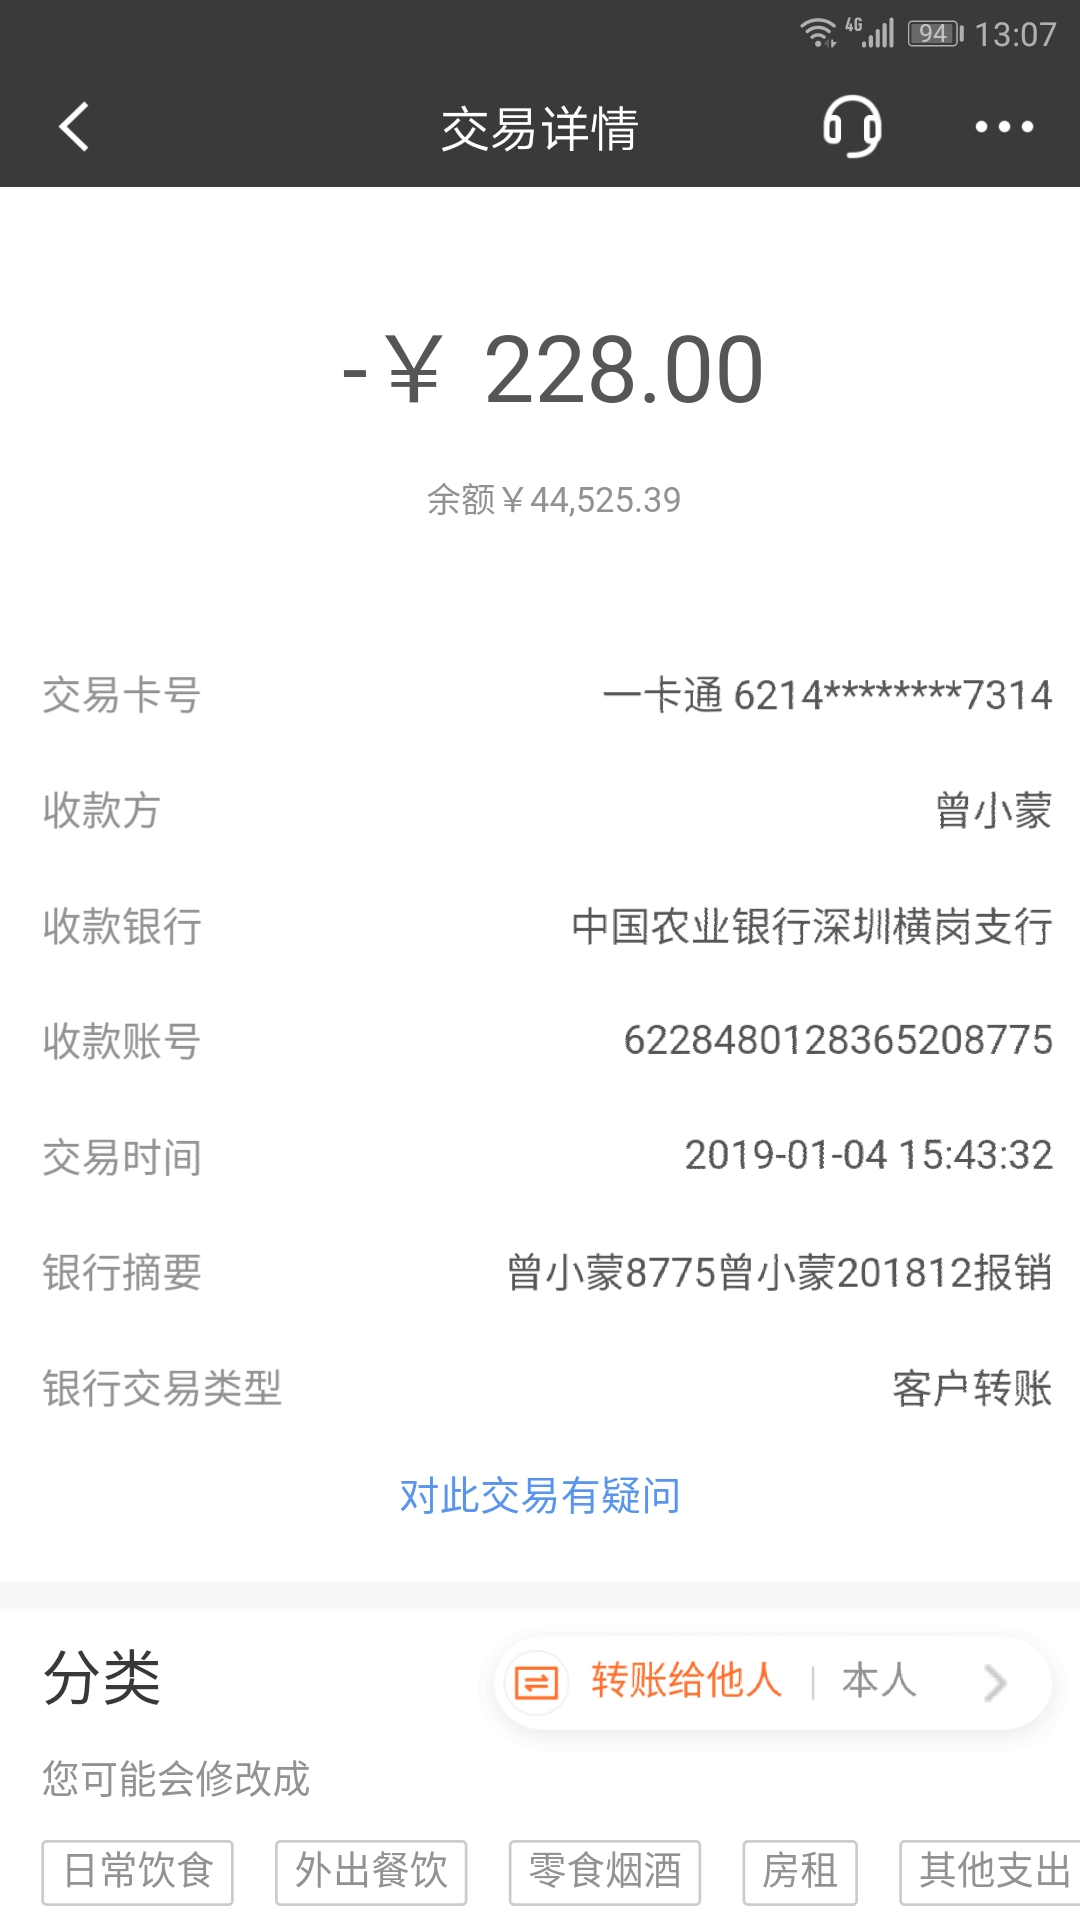 4G 94 13:07
交易详情
-￥ 228.00
余额￥44,525.39
交易卡号 一卡通 6214********7314
收款方 曾小蒙
收款银行 中国农业银行深圳横岗支行
收款账号 6228480128365208775
交易时间 2019-01-04 15:43:32
银行摘要 曾小蒙8775曾小蒙201812报销
银行交易类型 客户转账
对此交易有疑问
分类 转账给他人 | 本人
您可能会修改成
日常饮食 外出餐饮 零食烟酒 房租 其他支出